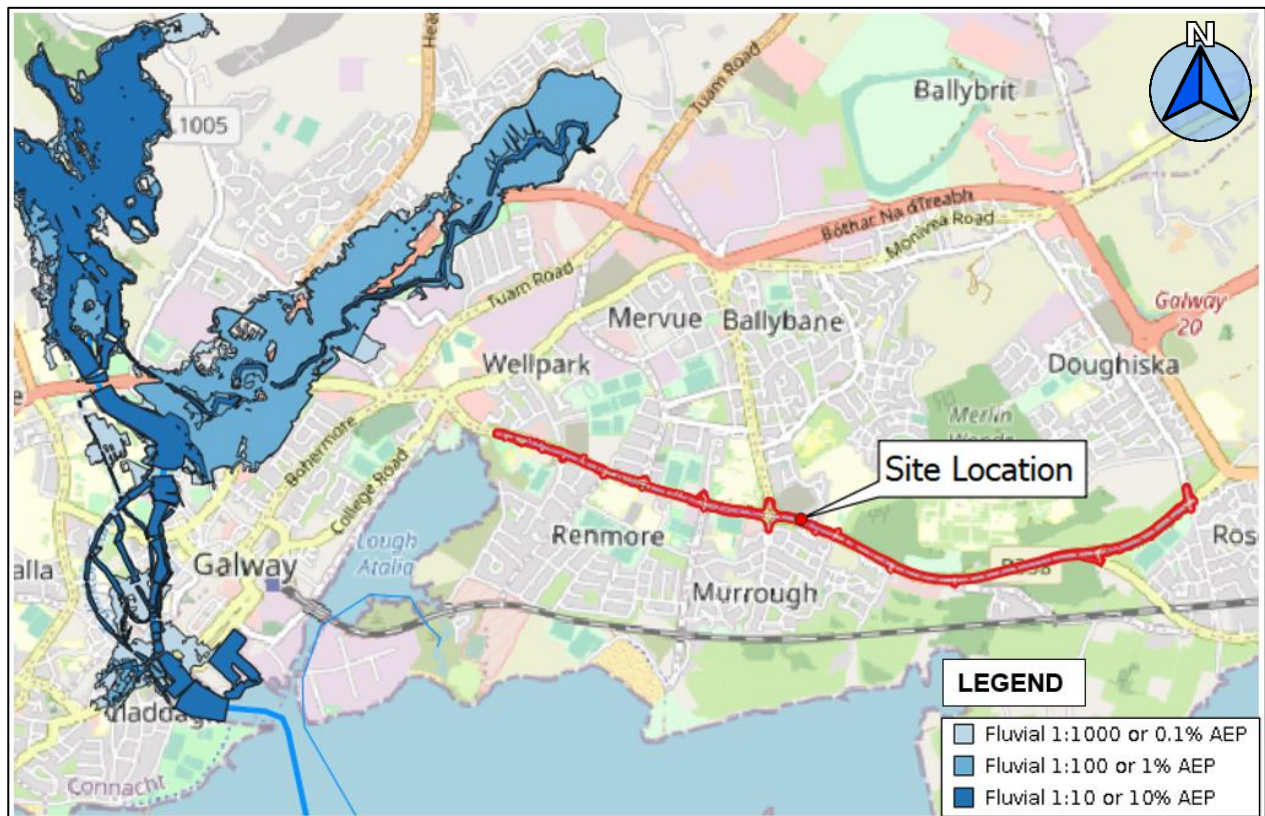 N
Ballybrit
1005
Tuam Road
Bóthar Na dTreabh
Monivea Road
Tuam Road
Galway
20
Mervue
Ballybane
Wellpark
Doughiska
Merlin
Bohermore
College Road
Site Location
Renmore
Lough
Atalia
Galway
alla
Ros
Murrough
LEGEND
Fluvial 1:1000 or 0.1% AEP
Fluvial 1:100 or 1% AEP
Fluvial 1:10 or 10% AEP
Connacht